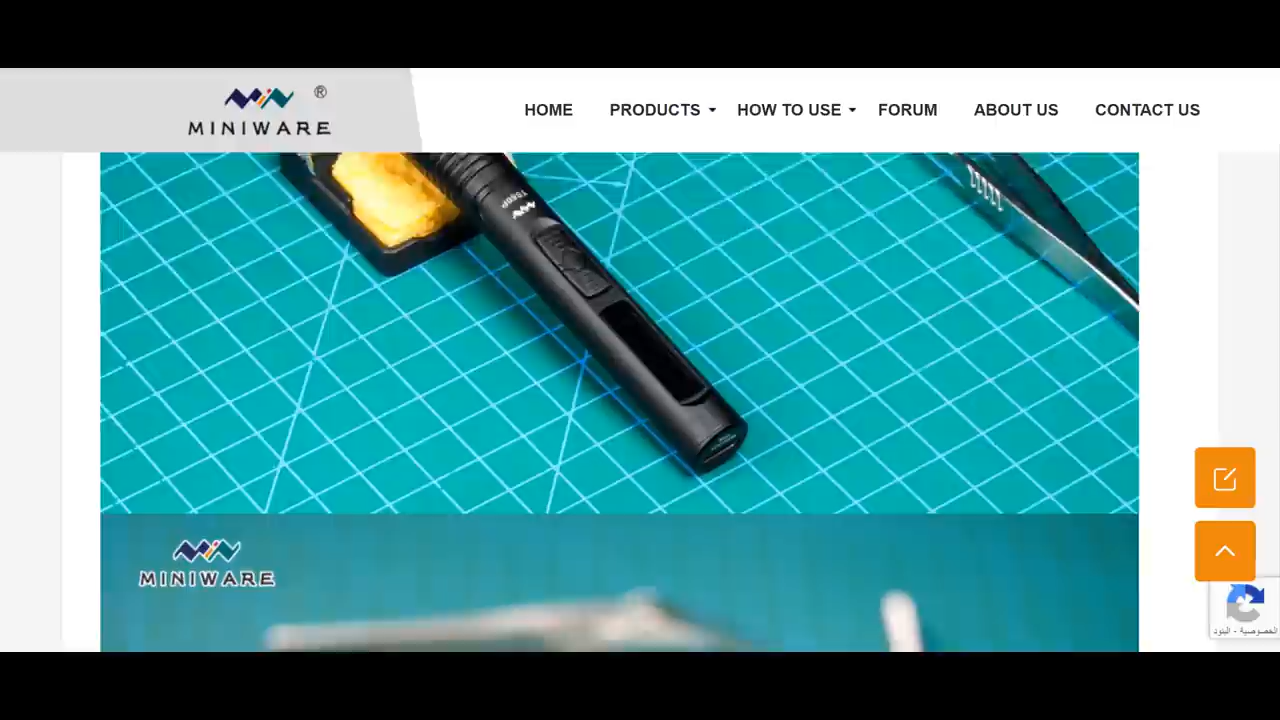 MINIWARE ®
HOME PRODUCTS HOW TO USE FORUM ABOUT US CONTACT US
TS80P
MINIWARE
الخصوصية - البنود